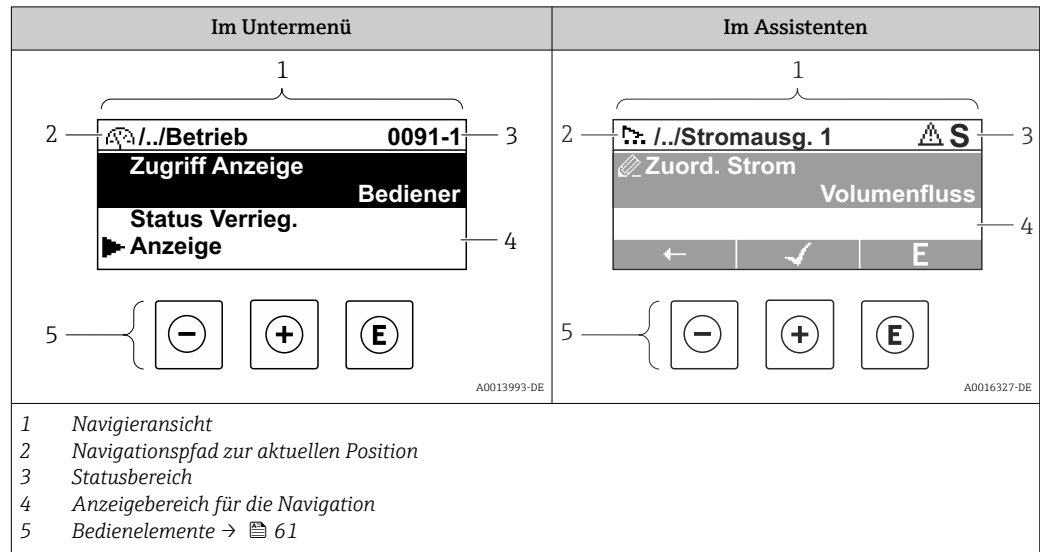 Im Untermenü
Im Assistenten
1
2
/../Betrieb 0091-1
3
Zugriff Anzeige
Bediener
Status Verrieg.
Anzeige
4
5
- + E
A0013993-DE
1
2
/../Stromausg. 1 S
3
Zuord. Strom
Volumenfluss
4
← ✓ E
5
- + E
A0016327-DE
1 Navigieransicht
2 Navigationspfad zur aktuellen Position
3 Statusbereich
4 Anzeigebereich für die Navigation
5 Bedienelemente → 61